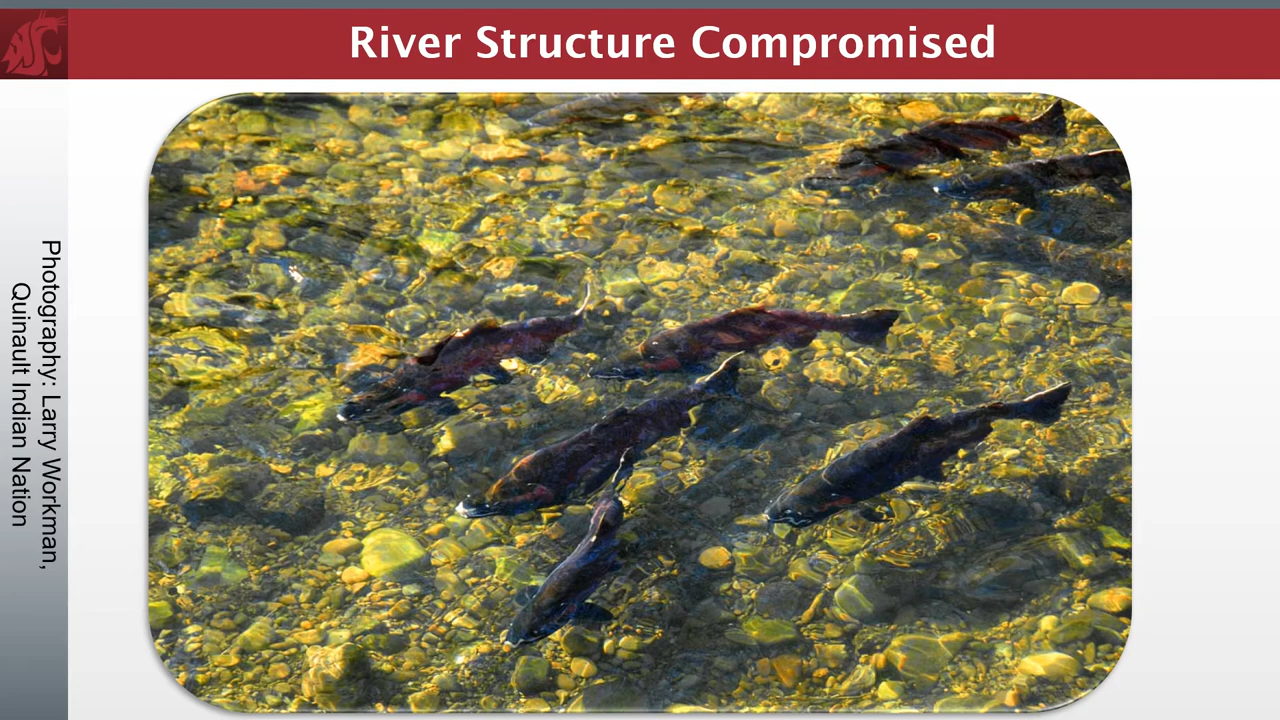 River Structure Compromised
Photography: Larry Workman,
Quinault Indian Nation